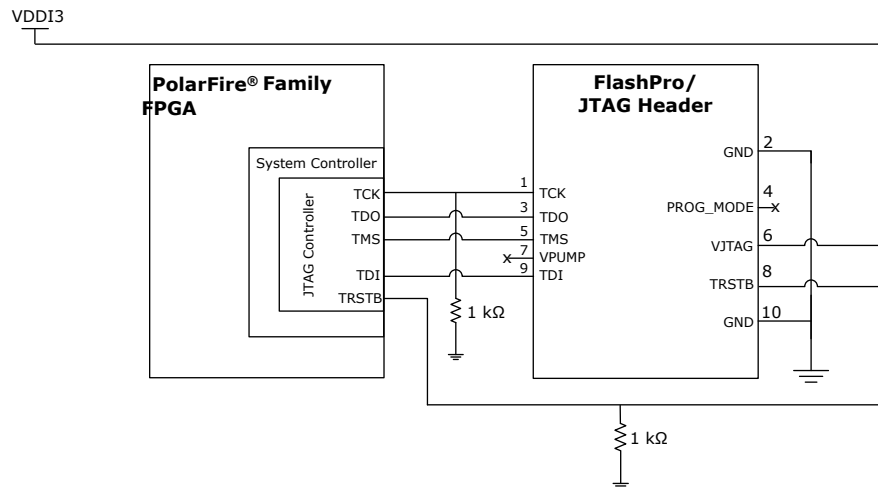 VDDI3
PolarFire® Family
FPGA
FlashPro/
JTAG Header
System Controller
JTAG Controller
TCK
TDO
TMS
TDI
TRSTB
1
3
5
7
9
TCK
TDO
TMS
VPUMP
TDI
GND
PROG_MODE
VJTAG
TRSTB
GND
2
4
6
8
10
1 kΩ
1 kΩ